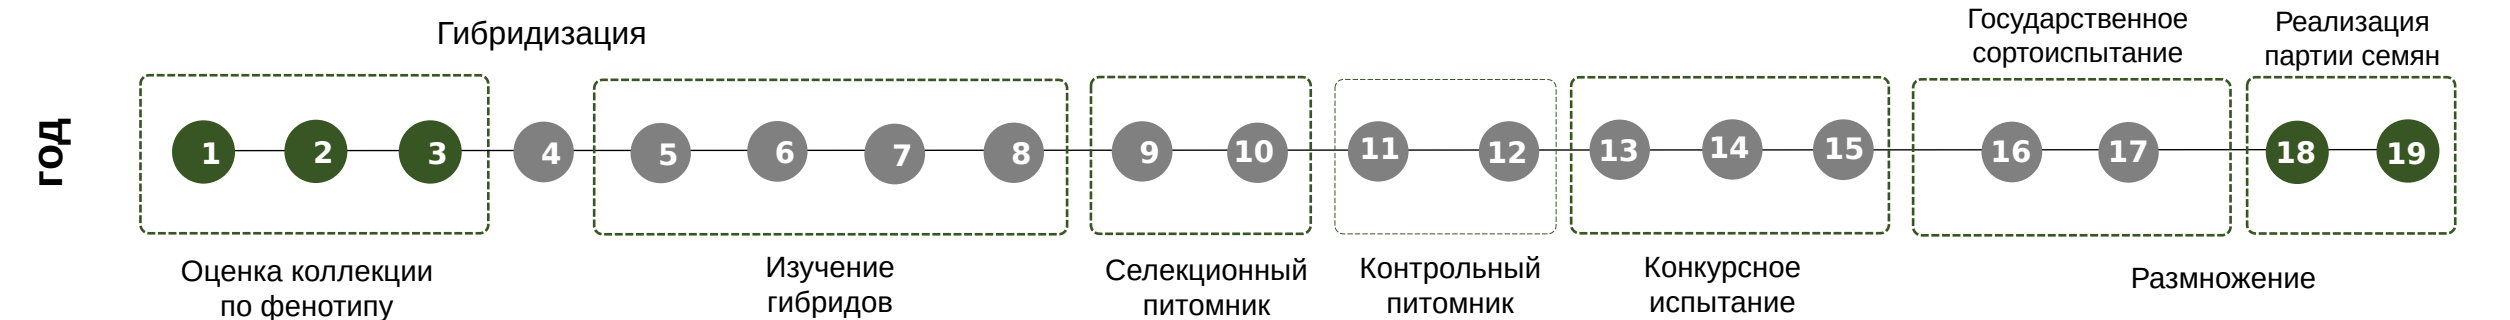 Гибридизация
Государственное
сортоиспытание
Реализация
партии семян
год
1 2 3 4 5 6 7 8 9 10 11 12 13 14 15 16 17 18 19
Оценка коллекции
по фенотипу
Изучение
гибридов
Селекционный
питомник
Контрольный
питомник
Конкурсное
испытание
Размножение